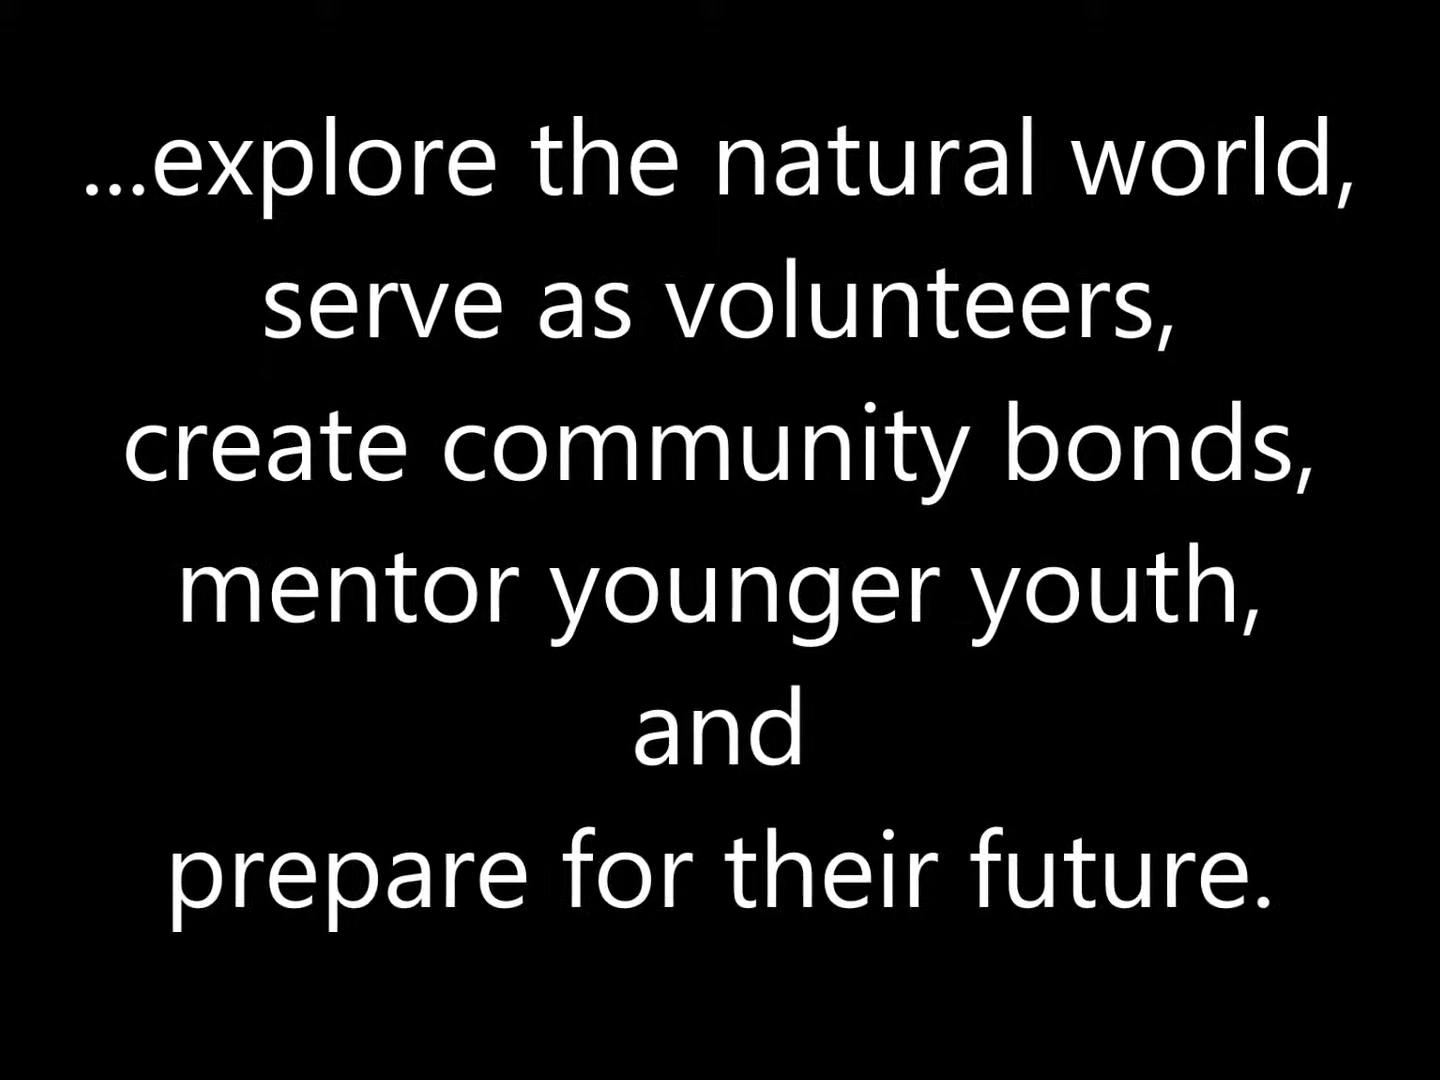 ...explore the natural world,
serve as volunteers,
create community bonds,
mentor younger youth,
and
prepare for their future.